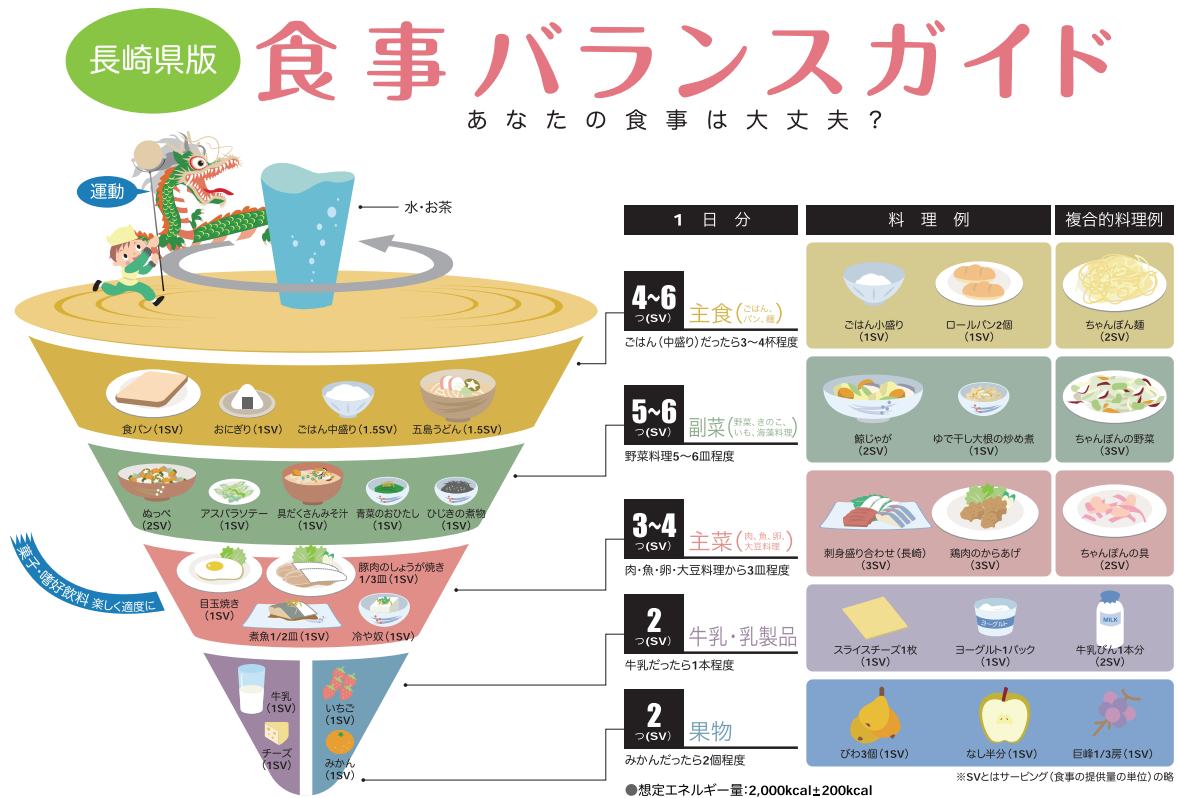 長崎県版
食事バランスガイド
あなたの食事は大丈夫?
運動
水・お茶
食パン(1SV)
おにぎり(1SV)
ごはん中盛り(1.5SV)
五島うどん(1.5SV)
ぬっぺ
(2SV)
アスパラソテー
(1SV)
具だくさんみそ汁
(1SV)
青菜のおひたし
(1SV)
ひじきの煮物
(1SV)
菓子・嗜好飲料 楽しく適度に
目玉焼き
(1SV)
豚肉のしょうが焼き
1/3皿(1SV)
煮魚1/2皿(1SV)
冷や奴(1SV)
牛乳
(1SV)
チーズ
(1SV)
いちご
(1SV)
みかん
(1SV)
1日分
料理例
複合的料理例
4~6
つ(SV)
主食(ごはん、
パン、麺)
ごはん(中盛り)だったら3〜4杯程度
ごはん小盛り
(1SV)
ロールパン2個
(1SV)
ちゃんぽん麺
(2SV)
5~6
つ(SV)
副菜(野菜、きのこ、
いも、海藻料理)
野菜料理5〜6皿程度
鯨じゃが
(2SV)
ゆで干し大根の炒め煮
(1SV)
ちゃんぽんの野菜
(3SV)
3~4
つ(SV)
主菜(肉、魚、卵、
大豆料理)
肉・魚・卵・大豆料理から3皿程度
刺身盛り合わせ(長崎)
(3SV)
鶏肉のからあげ
(3SV)
ちゃんぽんの具
(2SV)
2
つ(SV)
牛乳・乳製品
牛乳だったら1本程度
スライスチーズ1枚
(1SV)
ヨーグルト
ヨーグルト1パック
(1SV)
MILK
牛乳びん1本分
(2SV)
2
つ(SV)
果物
みかんだったら2個程度
びわ3個(1SV)
なし半分(1SV)
巨峰1/3房(1SV)
※SVとはサービング(食事の提供量の単位)の略
●想定エネルギー量:2,000kcal±200kcal